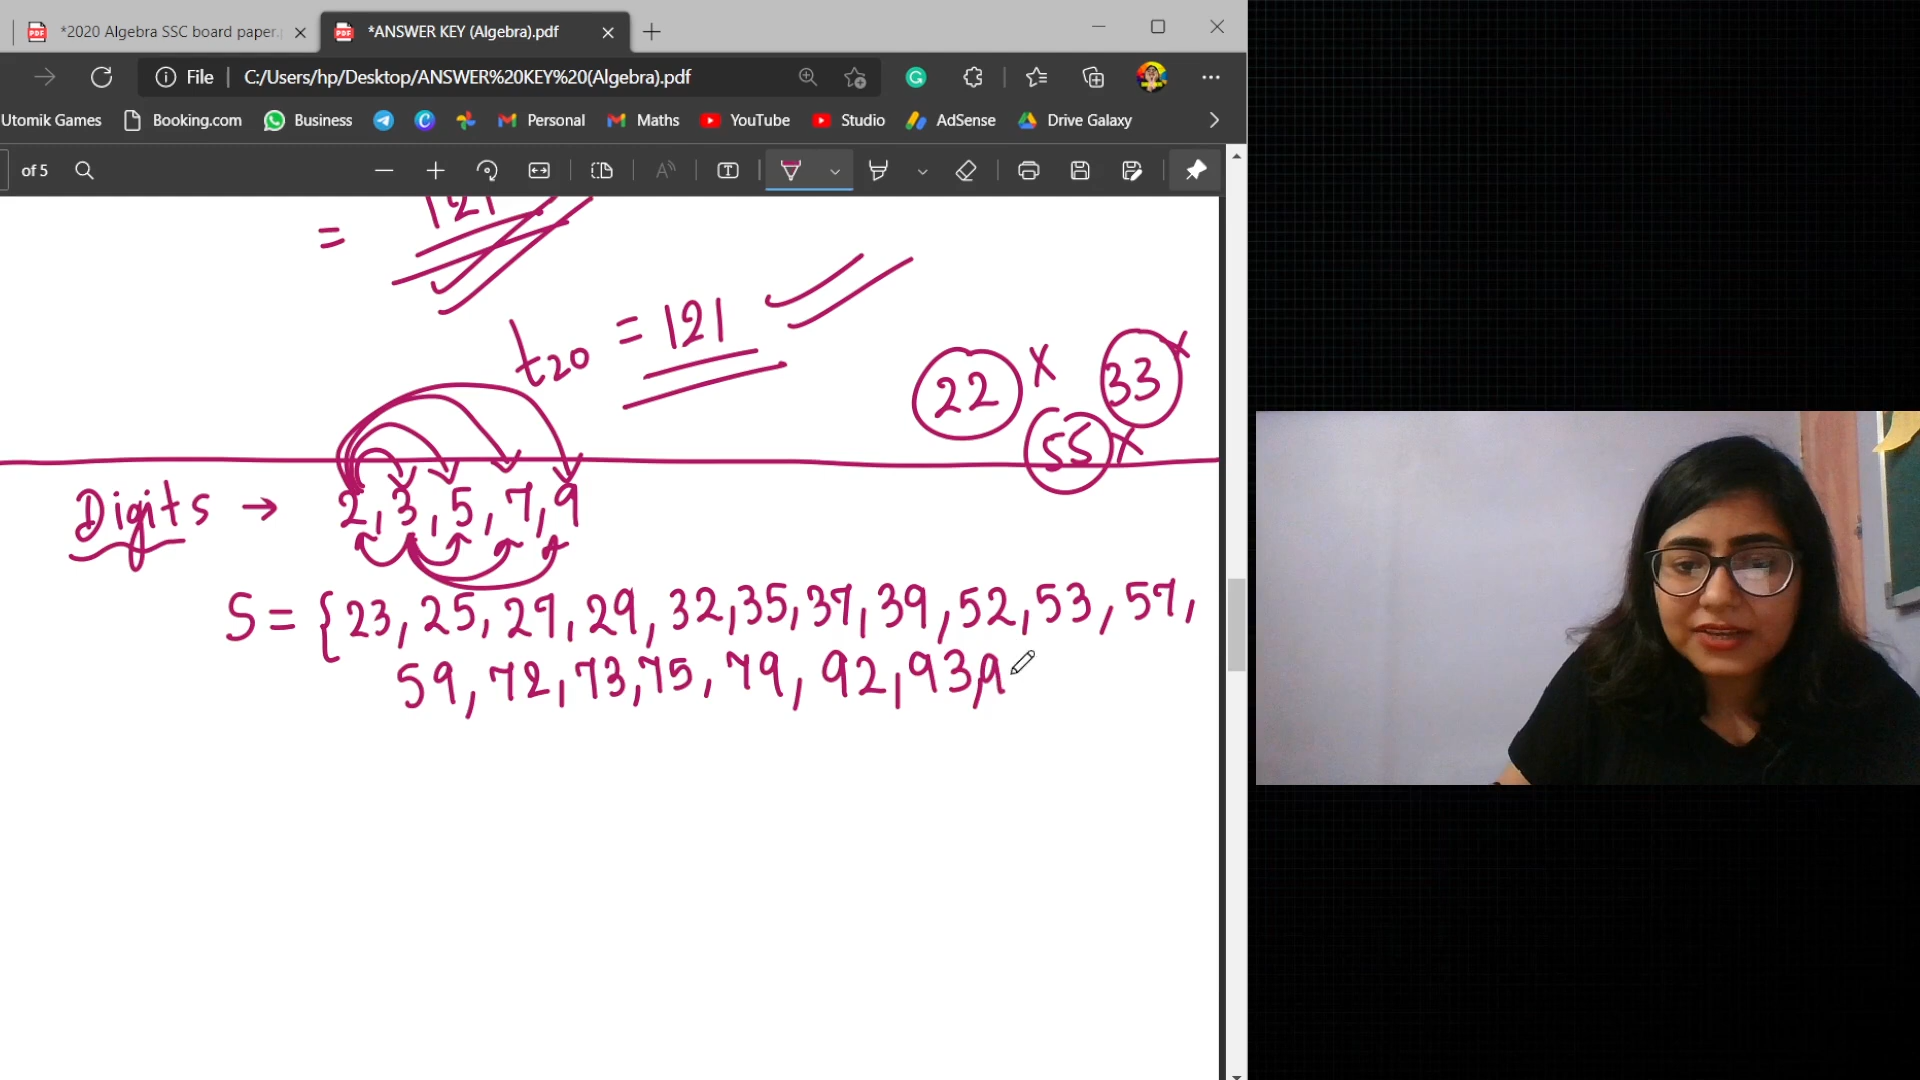 *2020 Algebra SSC board paper.p
*ANSWER KEY (Algebra).pdf
File
C:/Users/hp/Desktop/ANSWER%20KEY%20(Algebra).pdf
Utomik Games
Booking.com
Business
Personal
Maths
YouTube
Studio
AdSense
Drive Galaxy
of 5
= 121
t20 = 121
22 x 33 x
55 x
Digits → 2, 3, 5, 7, 9
S = {23, 25, 27, 29, 32, 35, 37, 39, 52, 53, 57,
59, 72, 73, 75, 79, 92, 93, 9